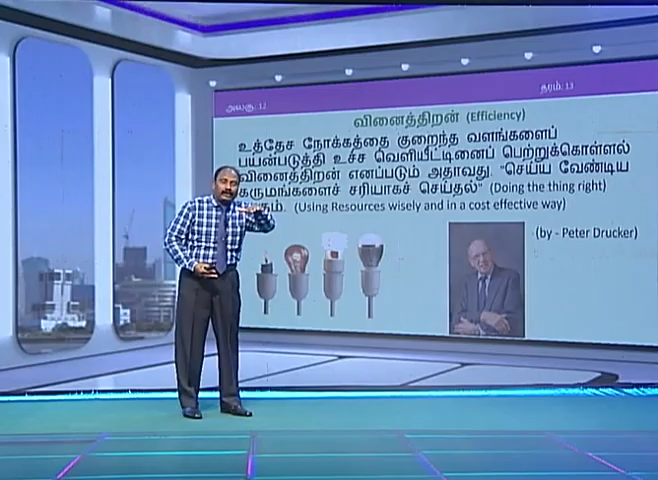 அலகு: 12
தரம்: 13
வினைத்திறன் (Efficiency)
உத்தேச நோக்கத்தை குறைந்த வளங்களைப்
பயன்படுத்தி உச்ச வெளியீட்டினைப் பெற்றுக்கொள்ளல்
வினைத்திறன் எனப்படும் அதாவது. "செய்ய வேண்டிய
கருமங்களைச் சரியாகச் செய்தல்" (Doing the thing right)
(Using Resources wisely and in a cost effective way)
(by - Peter Drucker)